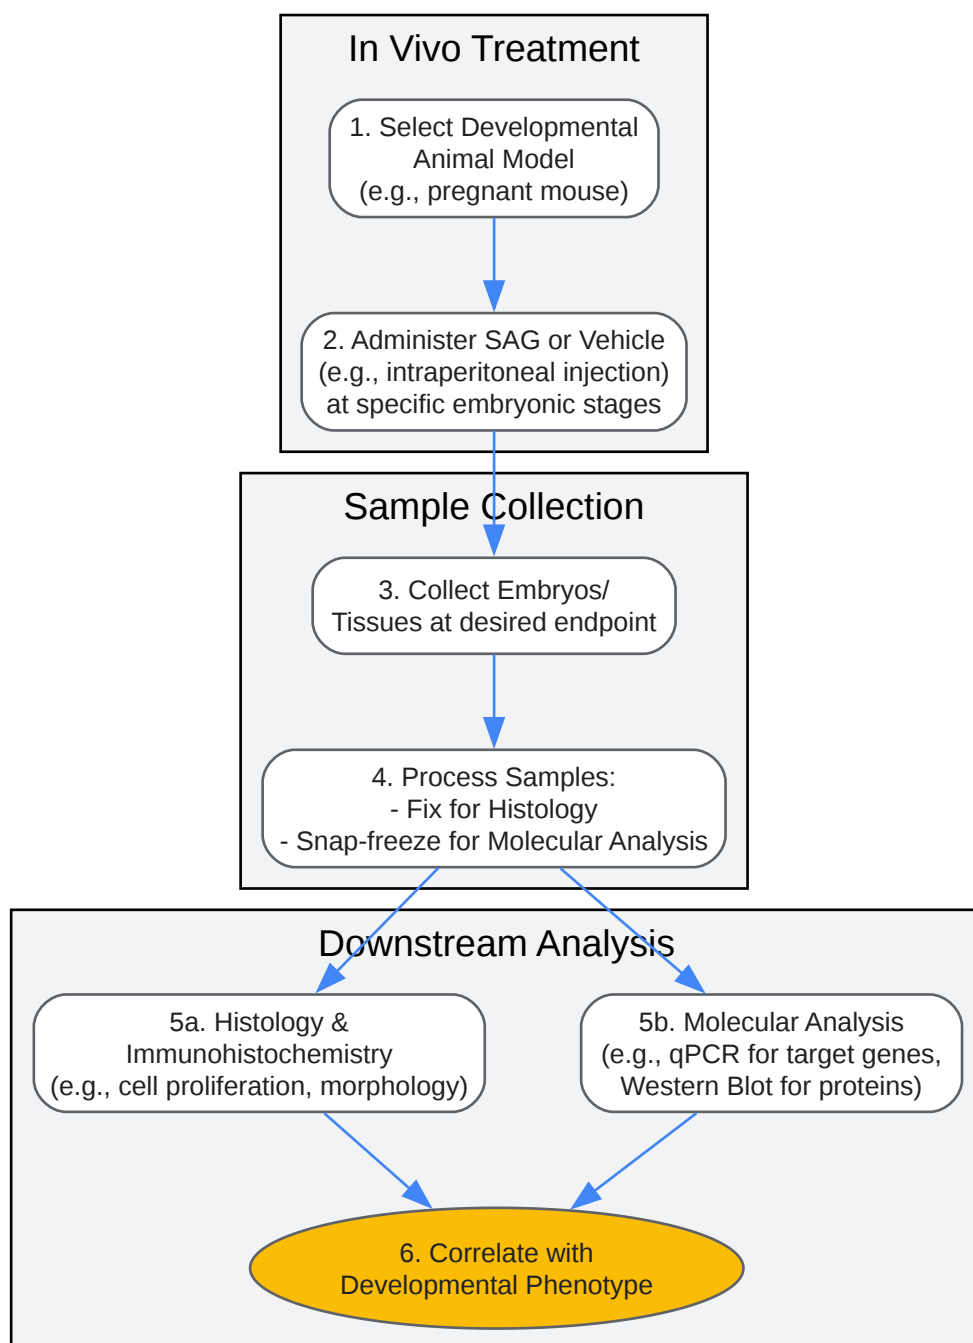 In Vivo Treatment
1. Select Developmental
Animal Model
(e.g., pregnant mouse)
2. Administer SAG or Vehicle
(e.g., intraperitoneal injection)
at specific embryonic stages
Sample Collection
3. Collect Embryos/
Tissues at desired endpoint
4. Process Samples:
- Fix for Histology
- Snap-freeze for Molecular Analysis
Downstream Analysis
5a. Histology &
Immunohistochemistry
(e.g., cell proliferation, morphology)
5b. Molecular Analysis
(e.g., qPCR for target genes,
Western Blot for proteins)
6. Correlate with
Developmental Phenotype